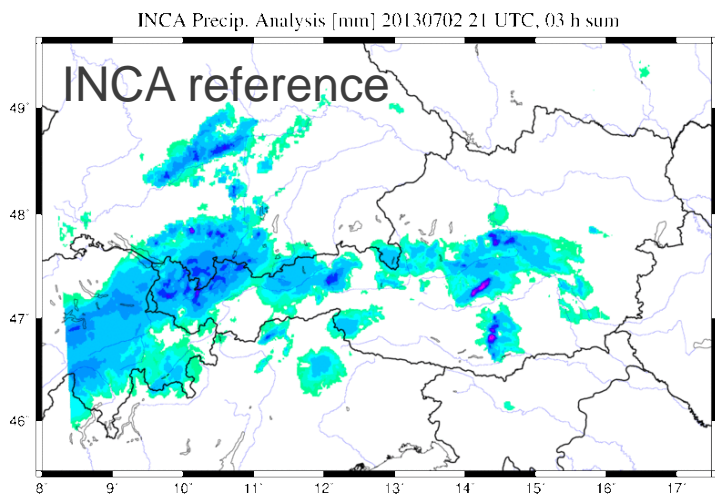 INCA Precip. Analysis [mm] 20130702 21 UTC, 03 h sum
INCA reference
49°
48°
47°
46°
8° 9° 10° 11° 12° 13° 14° 15° 16° 17°